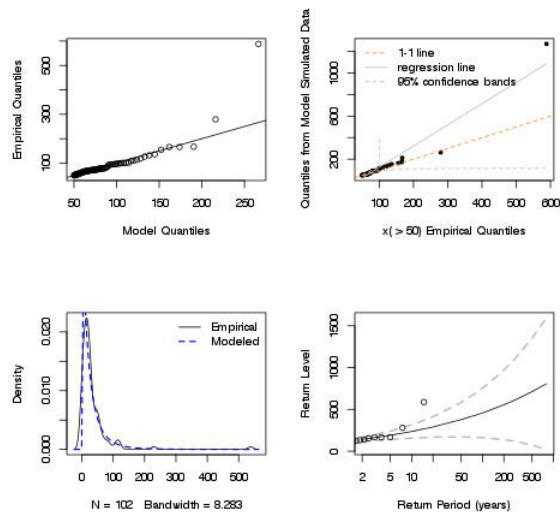 Empirical Quantiles
100 300 600
50 100 150 200 250
Model Quantiles
Quantiles from Model Simulated Data
200 600 1000
1-1 line
regression line
95% confidence bands
100 200 300 400 500 600
x( > 50) Empirical Quantiles
Density
0.000 0.010 0.020
Empirical
Modeled
0 100 200 300 400 500
N = 102 Bandwidth = 8.283
Return Level
0 500 1000 1500
2 5 10 50 100 500
Return Period (years)